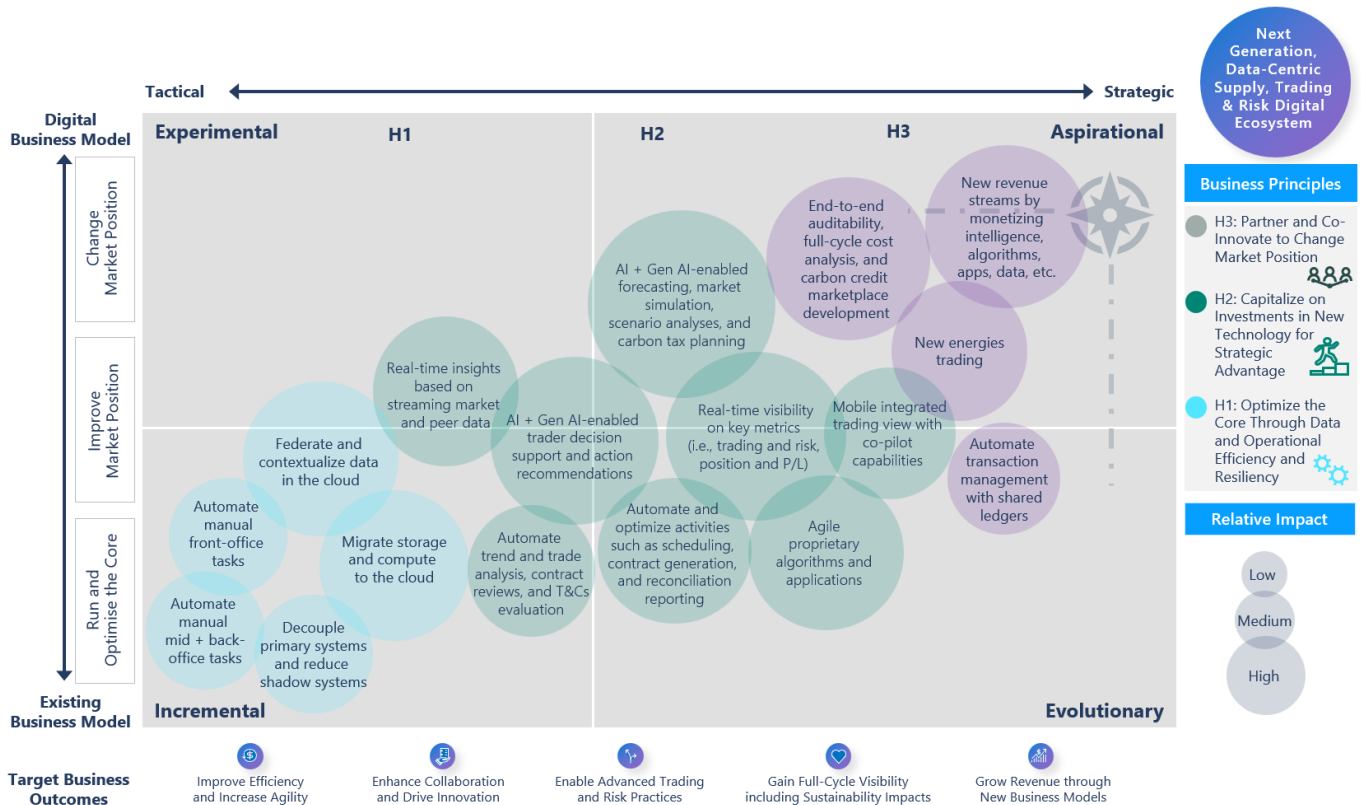 Next
Generation,
Data-Centric
Supply, Trading
& Risk Digital
Ecosystem
Tactical
Strategic
Digital
Business Model
Experimental
H1
H2
H3
Aspirational
Change
Market Position
Improve
Market Position
Run and
Optimise the Core
Existing
Business Model
New revenue
streams by
monetizing
intelligence,
algorithms,
apps, data, etc.
End-to-end
auditability,
full-cycle cost
analysis, and
carbon credit
marketplace
development
AI + Gen AI-enabled
forecasting, market
simulation,
scenario analyses, and
carbon tax planning
New energies
trading
Real-time insights
based on
streaming market
and peer data
AI + Gen AI-enabled
trader decision
support and action
recommendations
Real-time visibility
on key metrics
(i.e., trading and risk,
position and P/L)
Mobile integrated
trading view with
co-pilot
capabilities
Automate
transaction
management
with shared
ledgers
Federate and
contextualize data
in the cloud
Automate
manual
front-office
tasks
Migrate storage
and compute
to the cloud
Automate
trend and trade
analysis, contract
reviews, and T&Cs
evaluation
Automate and
optimize activities
such as scheduling,
contract generation,
and reconciliation
reporting
Agile
proprietary
algorithms and
applications
Automate
manual
mid + back-
office tasks
Decouple
primary systems
and reduce
shadow systems
Incremental
Evolutionary
Business Principles
H3: Partner and Co-
Innovate to Change
Market Position
H2: Capitalize on
Investments in New
Technology for
Strategic
Advantage
H1: Optimize the
Core Through Data
and Operational
Efficiency and
Resiliency
Relative Impact
Low
Medium
High
Target Business
Outcomes
Improve Efficiency
and Increase Agility
Enhance Collaboration
and Drive Innovation
Enable Advanced Trading
and Risk Practices
Gain Full-Cycle Visibility
including Sustainability Impacts
Grow Revenue through
New Business Models